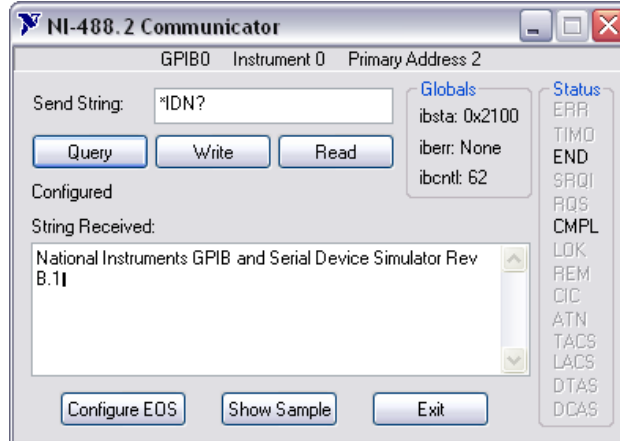 NI-488.2 Communicator
GPIB0 Instrument 0 Primary Address 2
Send String:
*IDN?
Query
Write
Read
Configured
String Received:
National Instruments GPIB and Serial Device Simulator Rev
B.1
Configure EOS
Show Sample
Exit
Globals
ibsta: 0x2100
iberr: None
ibcntl: 62
Status
ERR
TIMO
END
SRQI
RQS
CMPL
LOK
REM
CIC
ATN
TACS
LACS
DTAS
DCAS